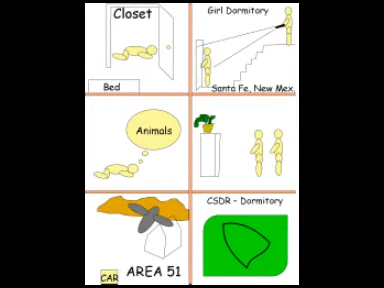 Closet
Bed
Girl Dormitory
Santa Fe, New Mex
Animals
CAR
AREA 51
CSDR - Dormitory